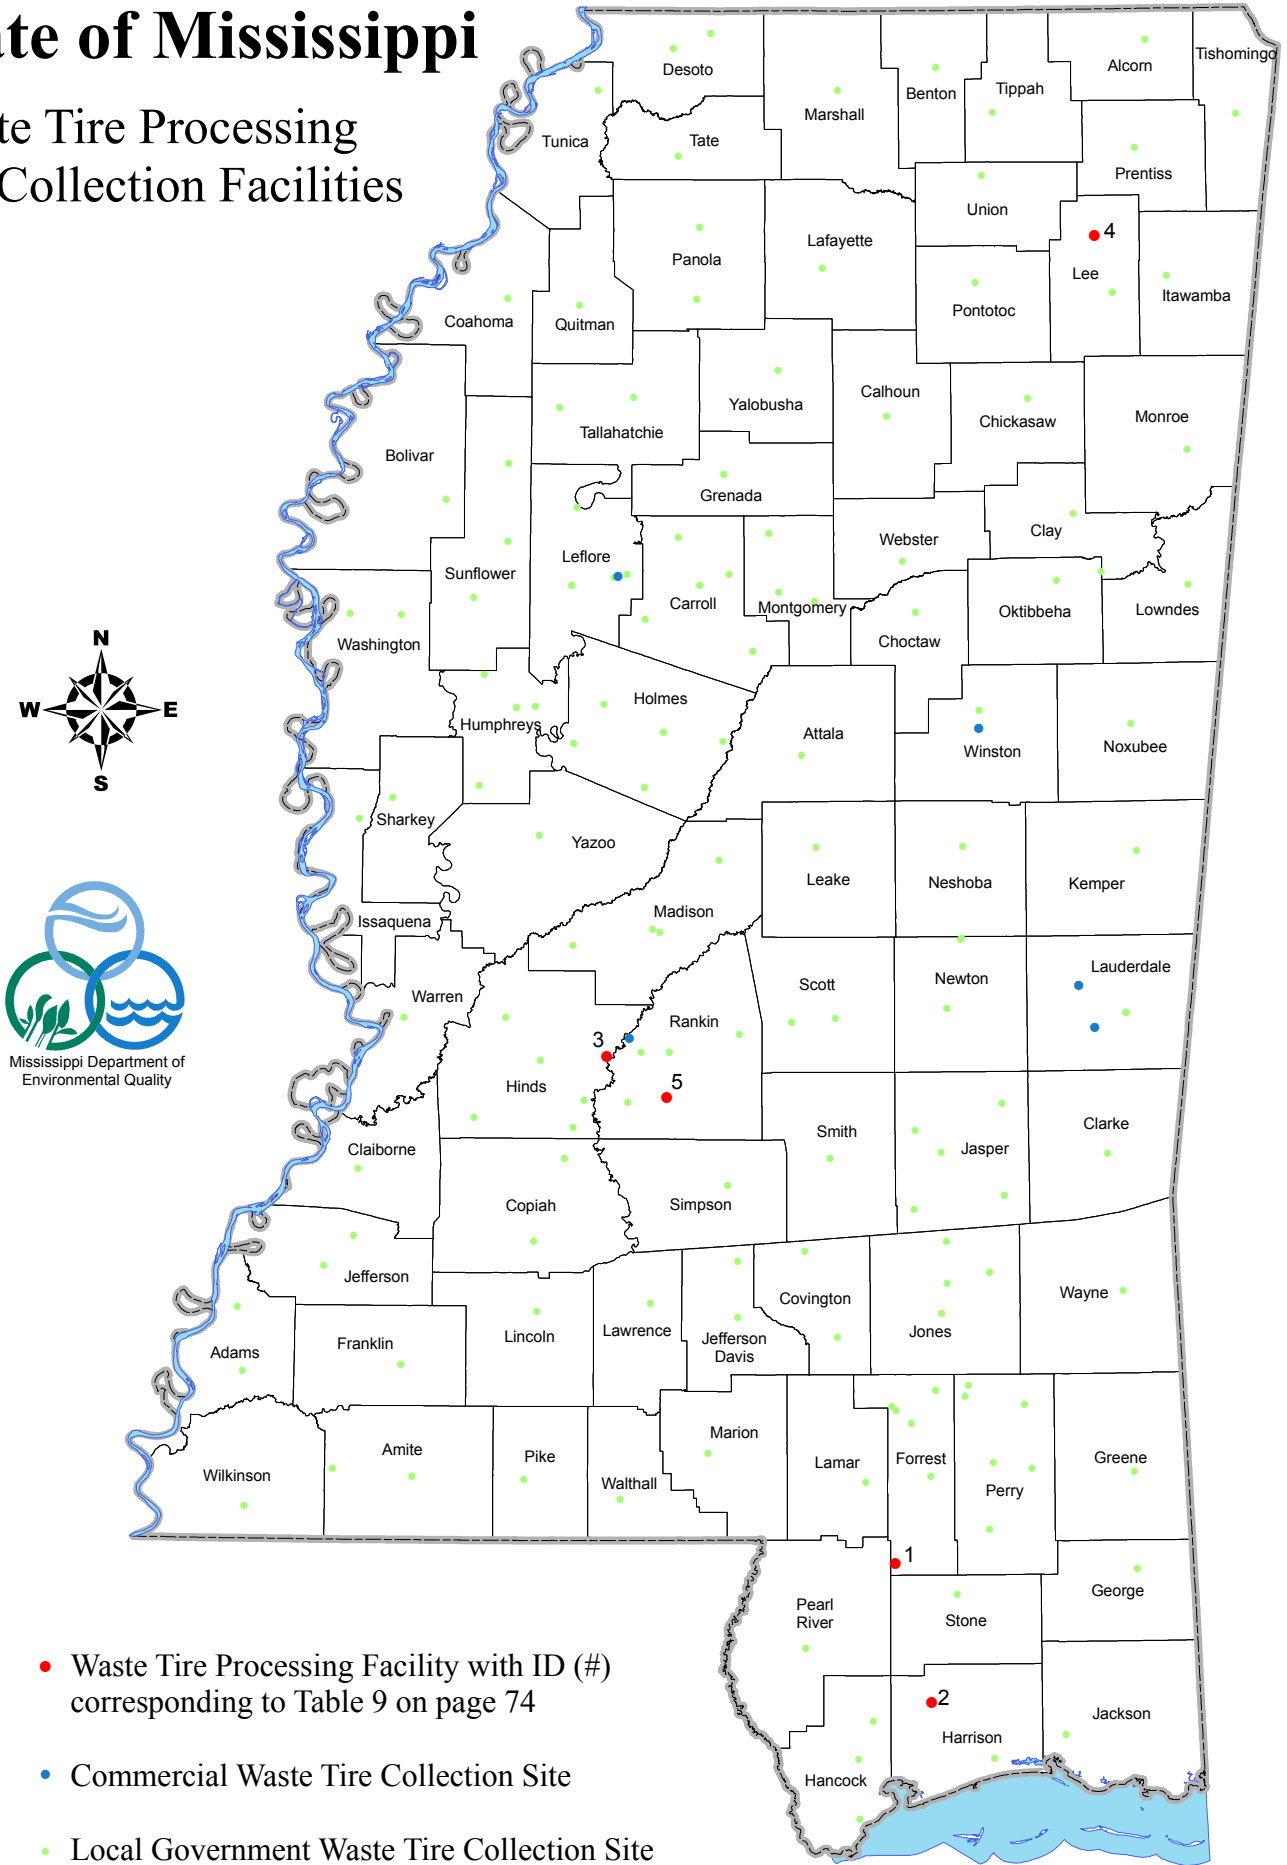 ate of Mississippi
te Tire Processing
Collection Facilities
Desoto
Marshall
Benton
Tippah
Alcorn
Tishomingo
Tunica
Tate
Prentiss
Union
Panola
Lafayette
4
Lee
Itawamba
Pontotoc
Coahoma
Quitman
Yalobusha
Calhoun
Chickasaw
Monroe
Tallahatchie
Bolivar
Grenada
Clay
Webster
Leflore
Sunflower
Carroll
Montgomery
Oktibbeha
Lowndes
Washington
Choctaw
N
W
E
S
Humphreys
Holmes
Attala
Winston
Noxubee
Sharkey
Yazoo
Leake
Neshoba
Kemper
Issaquena
Madison
Warren
Scott
Newton
Lauderdale
Mississippi Department of
Environmental Quality
Rankin
3
Hinds
5
Smith
Jasper
Clarke
Claiborne
Copiah
Simpson
Jefferson
Covington
Wayne
Adams
Franklin
Lincoln
Lawrence
Jefferson
Davis
Jones
Marion
Wilkinson
Amite
Pike
Walthall
Lamar
Forrest
Perry
Greene
1
George
Pearl
River
Stone
2
Harrison
Jackson
Hancock
Waste Tire Processing Facility with ID (#)
corresponding to Table 9 on page 74
Commercial Waste Tire Collection Site
Local Government Waste Tire Collection Site